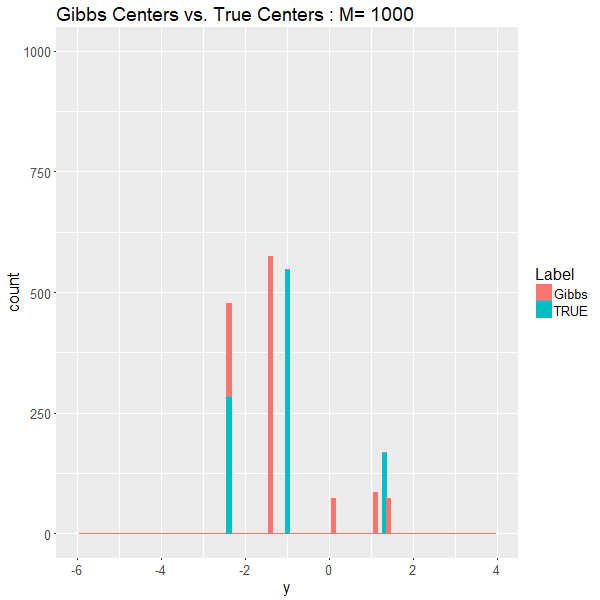 Gibbs Centers vs. True Centers : M= 1000
1000
750
500
250
0
count
-6 -4 -2 0 2 4
y
Label
Gibbs
TRUE